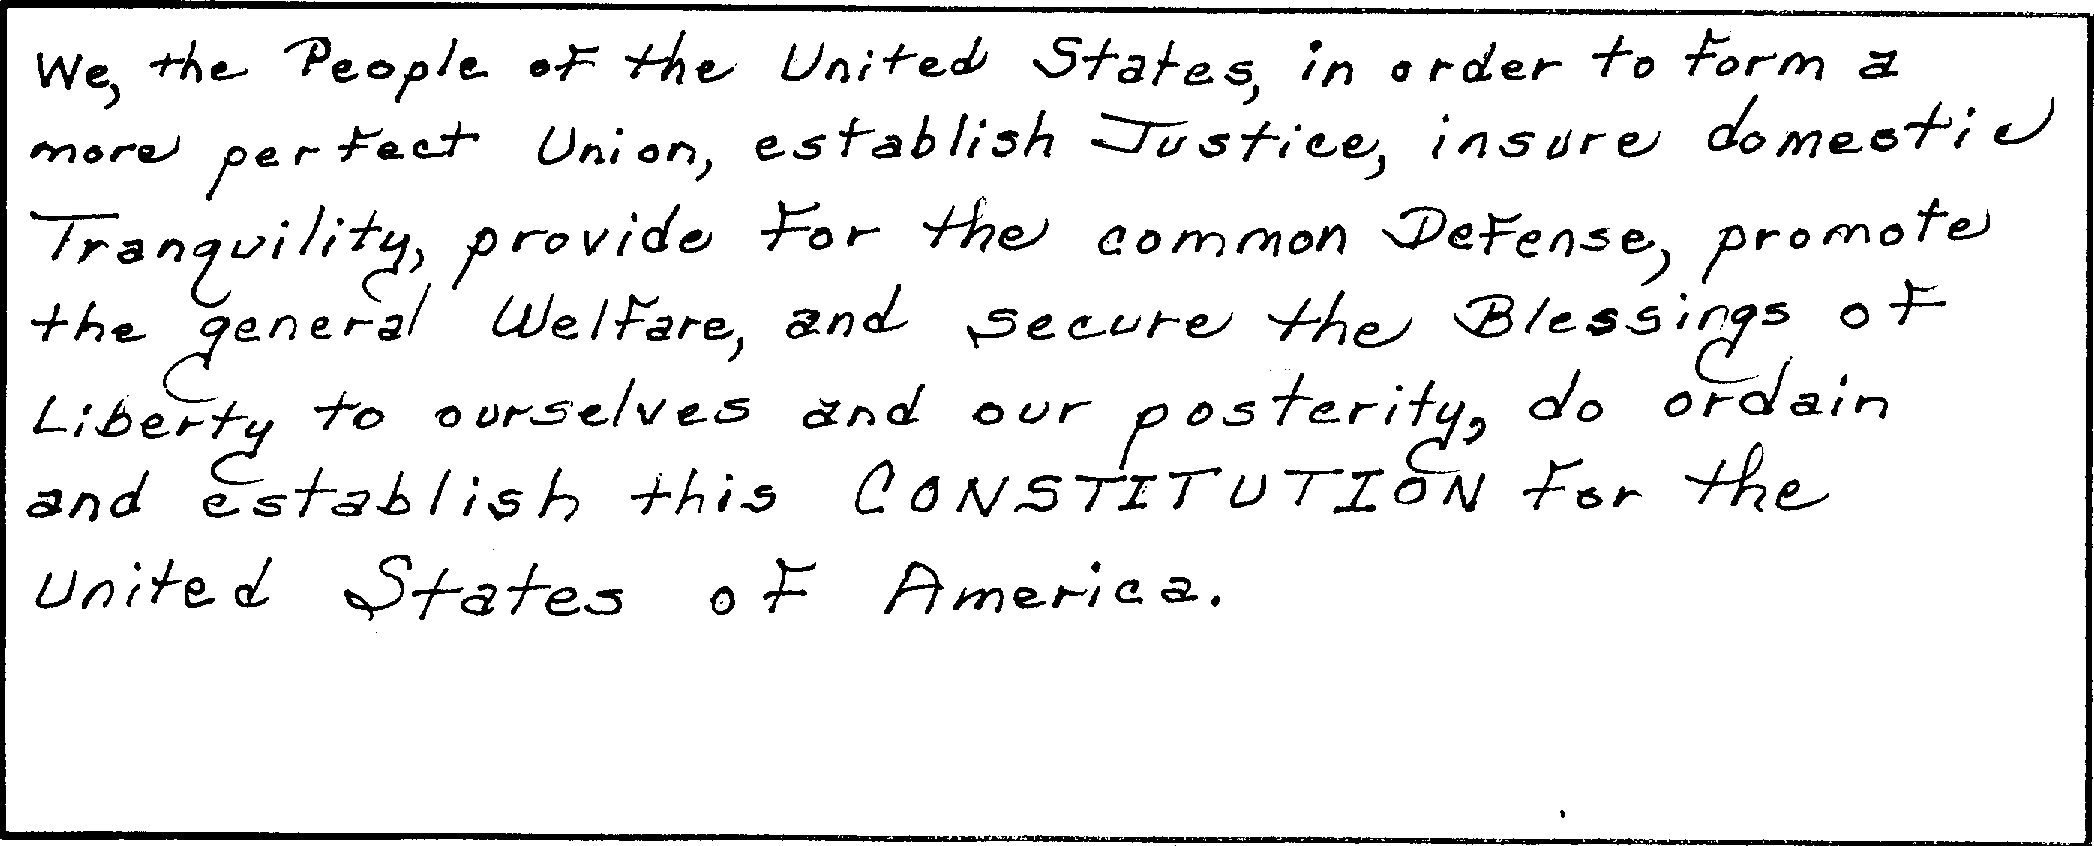 We, the People of the United States, in order to form a
more perfect Union, establish Justice, insure domestic
Tranquility, provide for the common Defense, promote
the general Welfare, and secure the Blessings of
Liberty to ourselves and our posterity, do ordain
and establish this CONSTITUTION for the
United States of America.